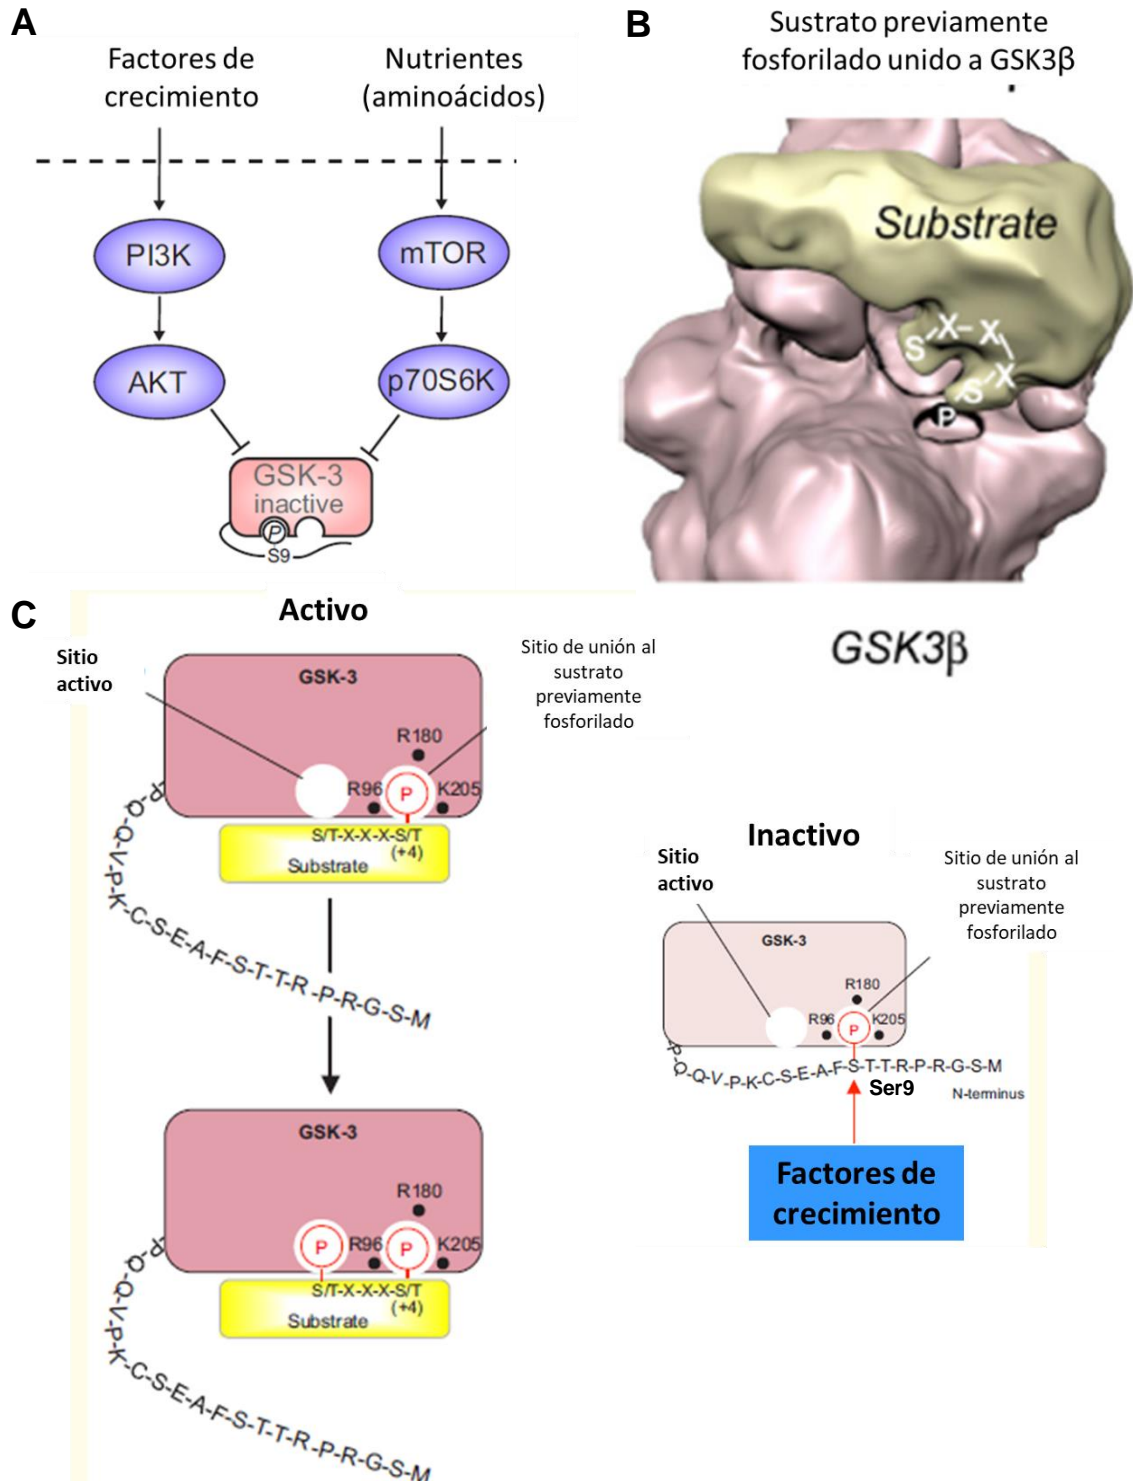 A
Factores de
crecimiento
Nutrientes
(aminoácidos)
PI3K
mTOR
AKT
p70S6K
GSK-3
inactive
P
S9
B
Sustrato previamente
fosforilado unido a GSK3β
Substrate
S-X-X
P-S-X
GSK3β
C
Activo
Sitio
activo
Sitio de unión al
sustrato
previamente
fosforilado
GSK-3
R180
R96 P K205
S/T-X-X-X-S/T
(+4)
Substrate
P-Q-Q-V-P-K-C-S-E-A-F-S-T-T-R-P-R-G-S-M
GSK-3
R180
P R96 P K205
S/T-X-X-X-S/T
(+4)
Substrate
P-Q-Q-V-P-K-C-S-E-A-F-S-T-T-R-P-R-G-S-M
Inactivo
Sitio
activo
Sitio de unión al
sustrato
previamente
fosforilado
GSK-3
R180
R96 P K205
P-Q-Q-V-P-K-C-S-E-A-F-S-T-T-R-P-R-G-S-M
Ser9
N-terminus
Factores de
crecimiento